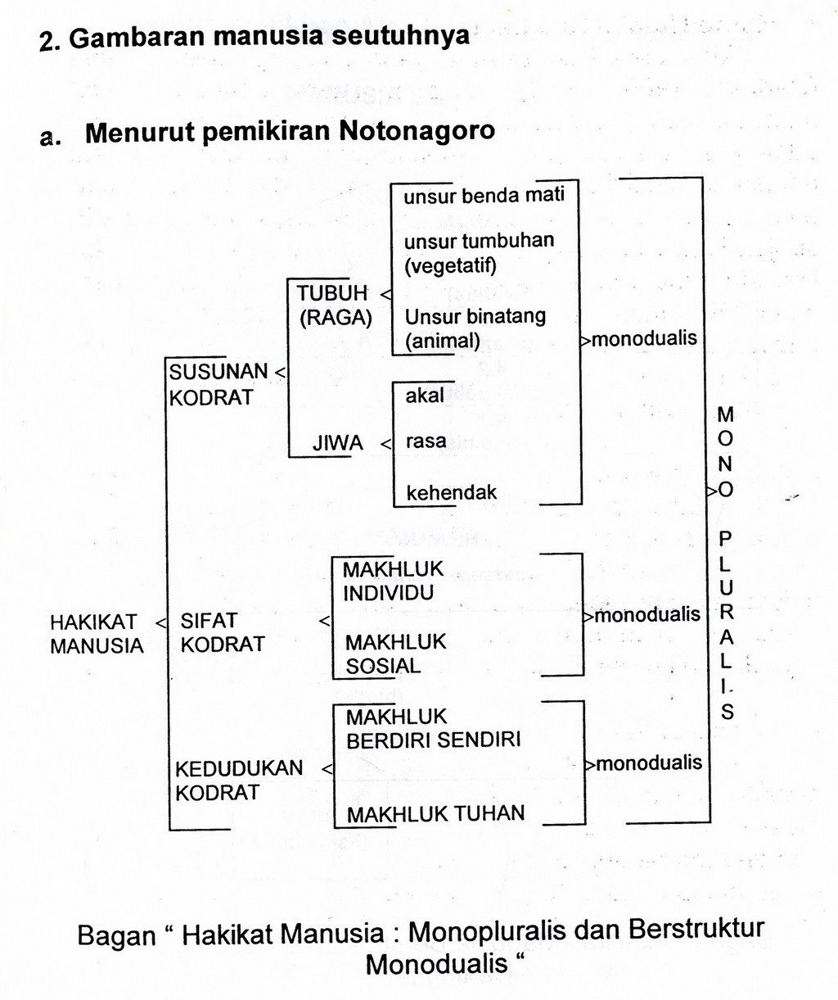 2. Gambaran manusia seutuhnya
a. Menurut pemikiran Notonagoro
unsur benda mati
unsur tumbuhan
(vegetatif)
TUBUH <
(RAGA)
Unsur binatang
(animal)
>monodualis
SUSUNAN <
KODRAT
akal
JIWA <
rasa
kehendak
HAKIKAT <
MANUSIA
SIFAT <
KODRAT
MAKHLUK
INDIVIDU
MAKHLUK
SOSIAL
>monodualis
KEDUDUKAN <
KODRAT
MAKHLUK
BERDIRI SENDIRI
MAKHLUK TUHAN
>monodualis
>MONO PLURALIS
Bagan “ Hakikat Manusia : Monopluralis dan Berstruktur
Monodualis “